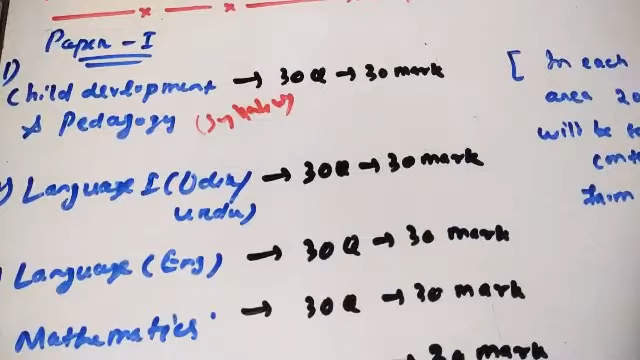 Paper - I
1) Child development → 30 Q → 30 mark
& Pedagogy (Syllabus)
Language I (Odia/ → 30 Q → 30 mark
urdu)
Language (Eng) → 30 Q → 30 mark
Mathematics → 30 Q → 30 mark
[ In each
area 20
will be
cont